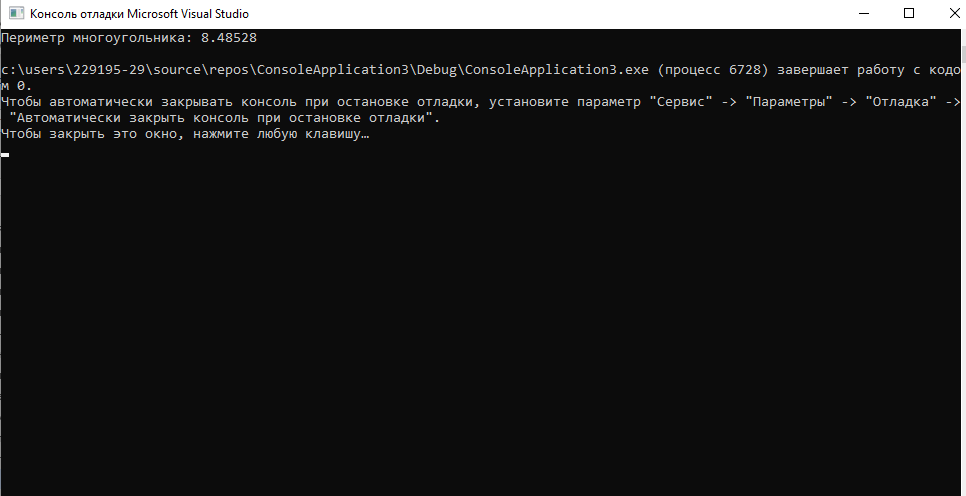 Консоль отладки Microsoft Visual Studio
Периметр многоугольника: 8.48528
c:\users\229195-29\source\repos\ConsoleApplication3\Debug\ConsoleApplication3.exe (процесс 6728) завершает работу с кодо
м 0.
Чтобы автоматически закрывать консоль при остановке отладки, установите параметр "Сервис" -> "Параметры" -> "Отладка" ->
"Автоматически закрыть консоль при остановке отладки".
Чтобы закрыть это окно, нажмите любую клавишу…